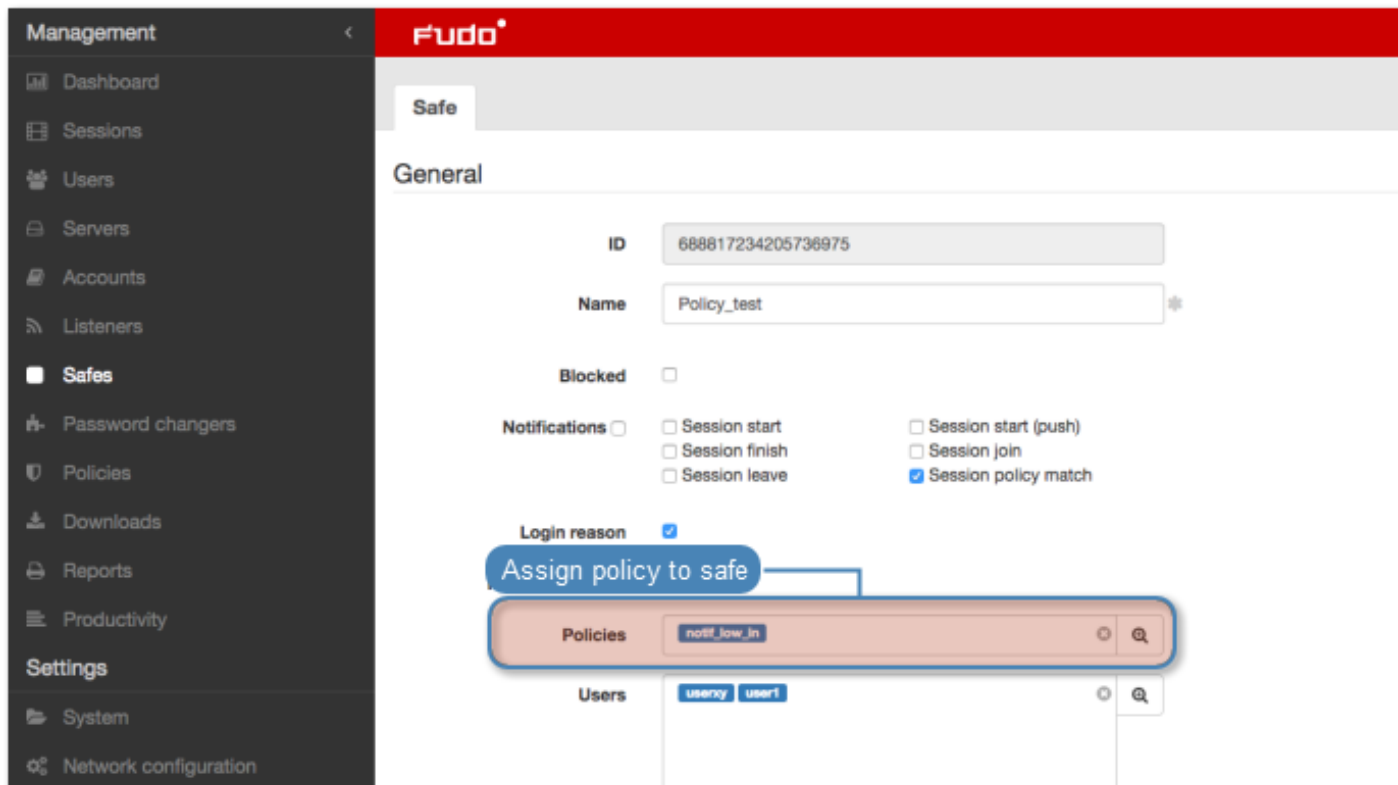 Management
Fudo
Dashboard
Safe
Sessions
Users
General
Servers
ID 688817234205736975
Accounts
Name Policy_test
Listeners
Safes
Blocked
Password changers
Notifications Session start Session start (push)
Session finish Session join
Policies
Session leave Session policy match
Downloads
Login reason
Reports
Assign policy to safe
Productivity
Policies notif_low_in
Settings
Users userxy user1
System
Network configuration